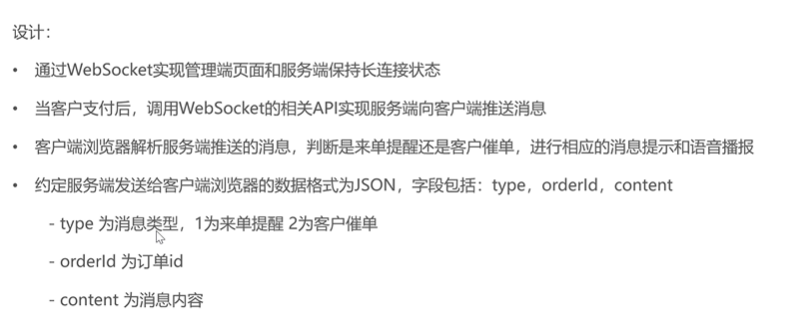 设计：
• 通过WebSocket实现管理端页面和服务端保持长连接状态
• 当客户支付后，调用WebSocket的相关API实现服务端向客户端推送消息
• 客户端浏览器解析服务端推送的消息，判断是来单提醒还是客户催单，进行相应的消息提示和语音播报
• 约定服务端发送给客户端浏览器的数据格式为JSON，字段包括：type，orderId，content
- type 为消息类型，1为来单提醒 2为客户催单
- orderId 为订单id
- content 为消息内容